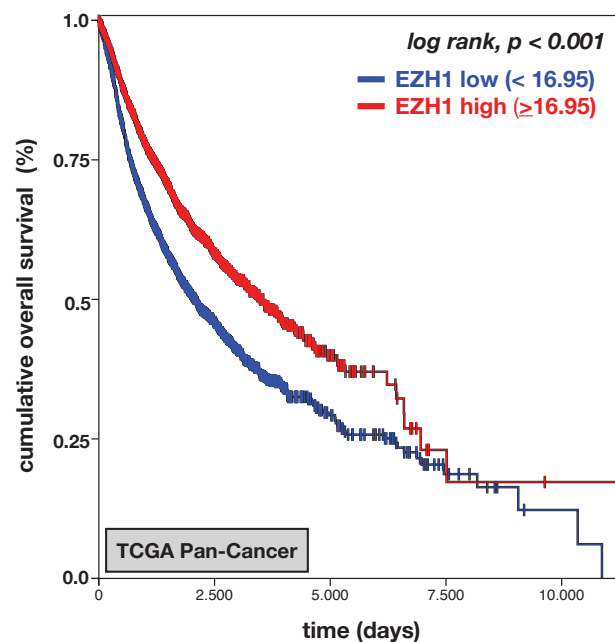 log rank, p < 0.001
EZH1 low (< 16.95)
EZH1 high (≥16.95)
cumulative overall survival (%)
1.0
0.75
0.5
0.25
0.0
TCGA Pan-Cancer
0 2.500 5.000 7.500 10.000
time (days)